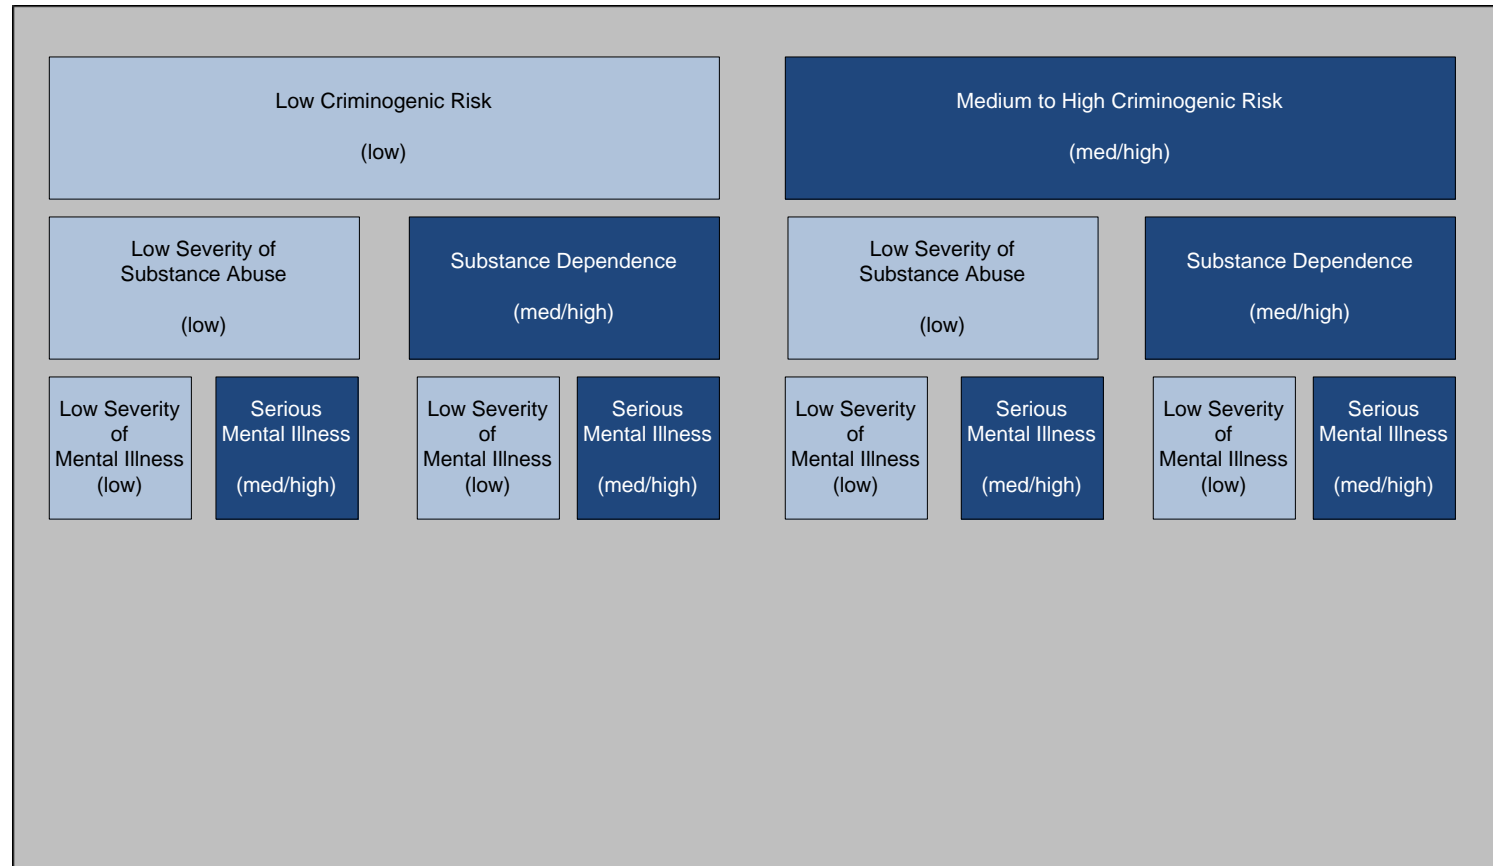 Low Criminogenic Risk
(low)
Medium to High Criminogenic Risk
(med/high)
Low Severity of
Substance Abuse
(low)
Substance Dependence
(med/high)
Low Severity of
Substance Abuse
(low)
Substance Dependence
(med/high)
Low Severity
of
Mental Illness
(low)
Serious
Mental Illness
(med/high)
Low Severity
of
Mental Illness
(low)
Serious
Mental Illness
(med/high)
Low Severity
of
Mental Illness
(low)
Serious
Mental Illness
(med/high)
Low Severity
of
Mental Illness
(low)
Serious
Mental Illness
(med/high)